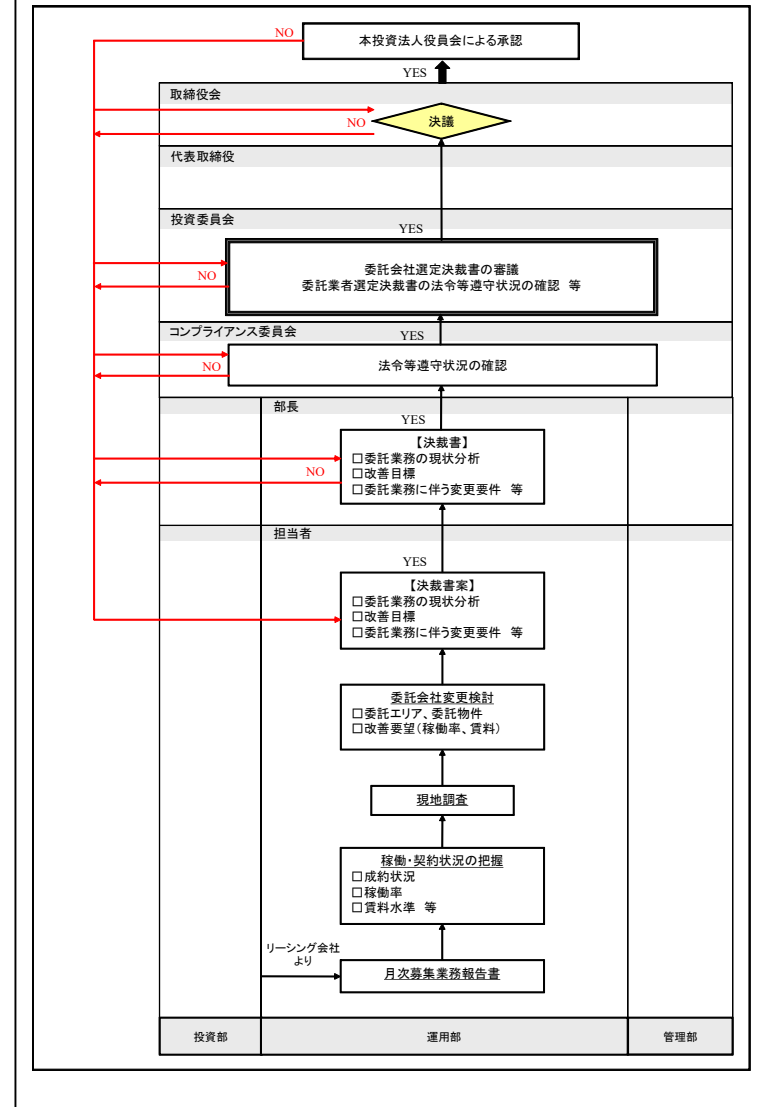 NO
本投資法人役員会による承認
YES
取締役会
NO
決議
代表取締役
投資委員会
YES
委託会社選定決裁書の審議
委託業者選定決裁書の法令等遵守状況の確認 等
NO
コンプライアンス委員会
YES
法令等遵守状況の確認
NO
部長
YES
【決裁書】
□委託業務の現状分析
□改善目標
□委託業務に伴う変更要件 等
NO
担当者
YES
【決裁書案】
□委託業務の現状分析
□改善目標
□委託業務に伴う変更要件 等
委託会社変更検討
□委託エリア、委託物件
□改善要望(稼働率、賃料)
現地調査
稼働・契約状況の把握
□成約状況
□稼働率
□賃料水準 等
リーシング会社
より
月次募集業務報告書
投資部
運用部
管理部